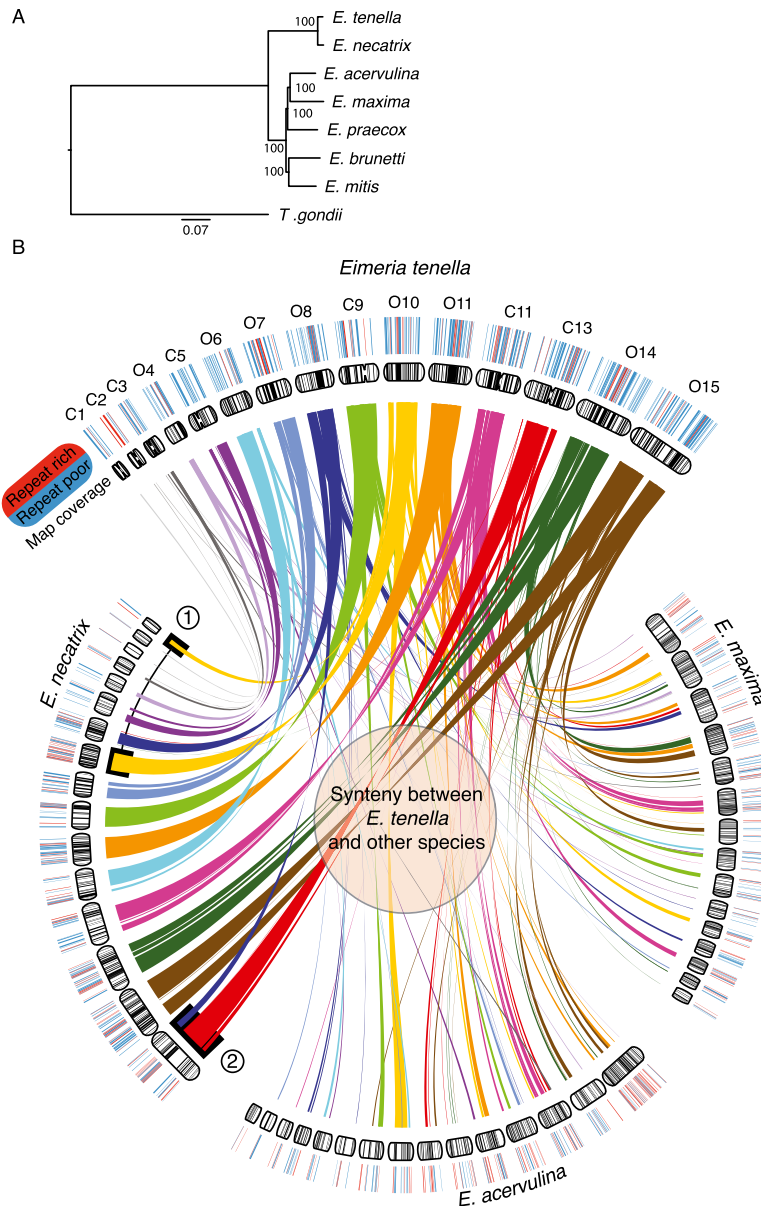 A
100
E. tenella
E. necatrix
E. acervulina
100
E. maxima
100
E. praecox
100
E. brunetti
100
E. mitis
T .gondii
0.07
B
Eimeria tenella
C1
C2
C3
O4
C5
O6
O7
O8
C9
O10
O11
C11
C13
O14
O15
Repeat rich
Repeat poor
Map coverage
1
E. necatrix
E. maxima
Synteny between
E. tenella
and other species
2
E. acervulina